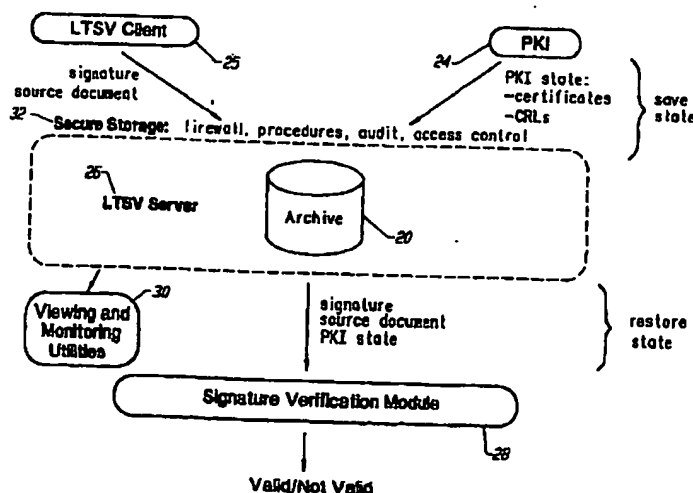 LTSV Client
25
PKI
24
signature
source document
PKI state:
-certificates
-CRLs
save
state
32
Secure Storage: firewall, procedures, audit, access control
26
LTSV Server
Archive
20
30
Viewing and
Monitoring
Utilities
signature
source document
PKI state
restore
state
Signature Verification Module
28
Valid/Not Valid